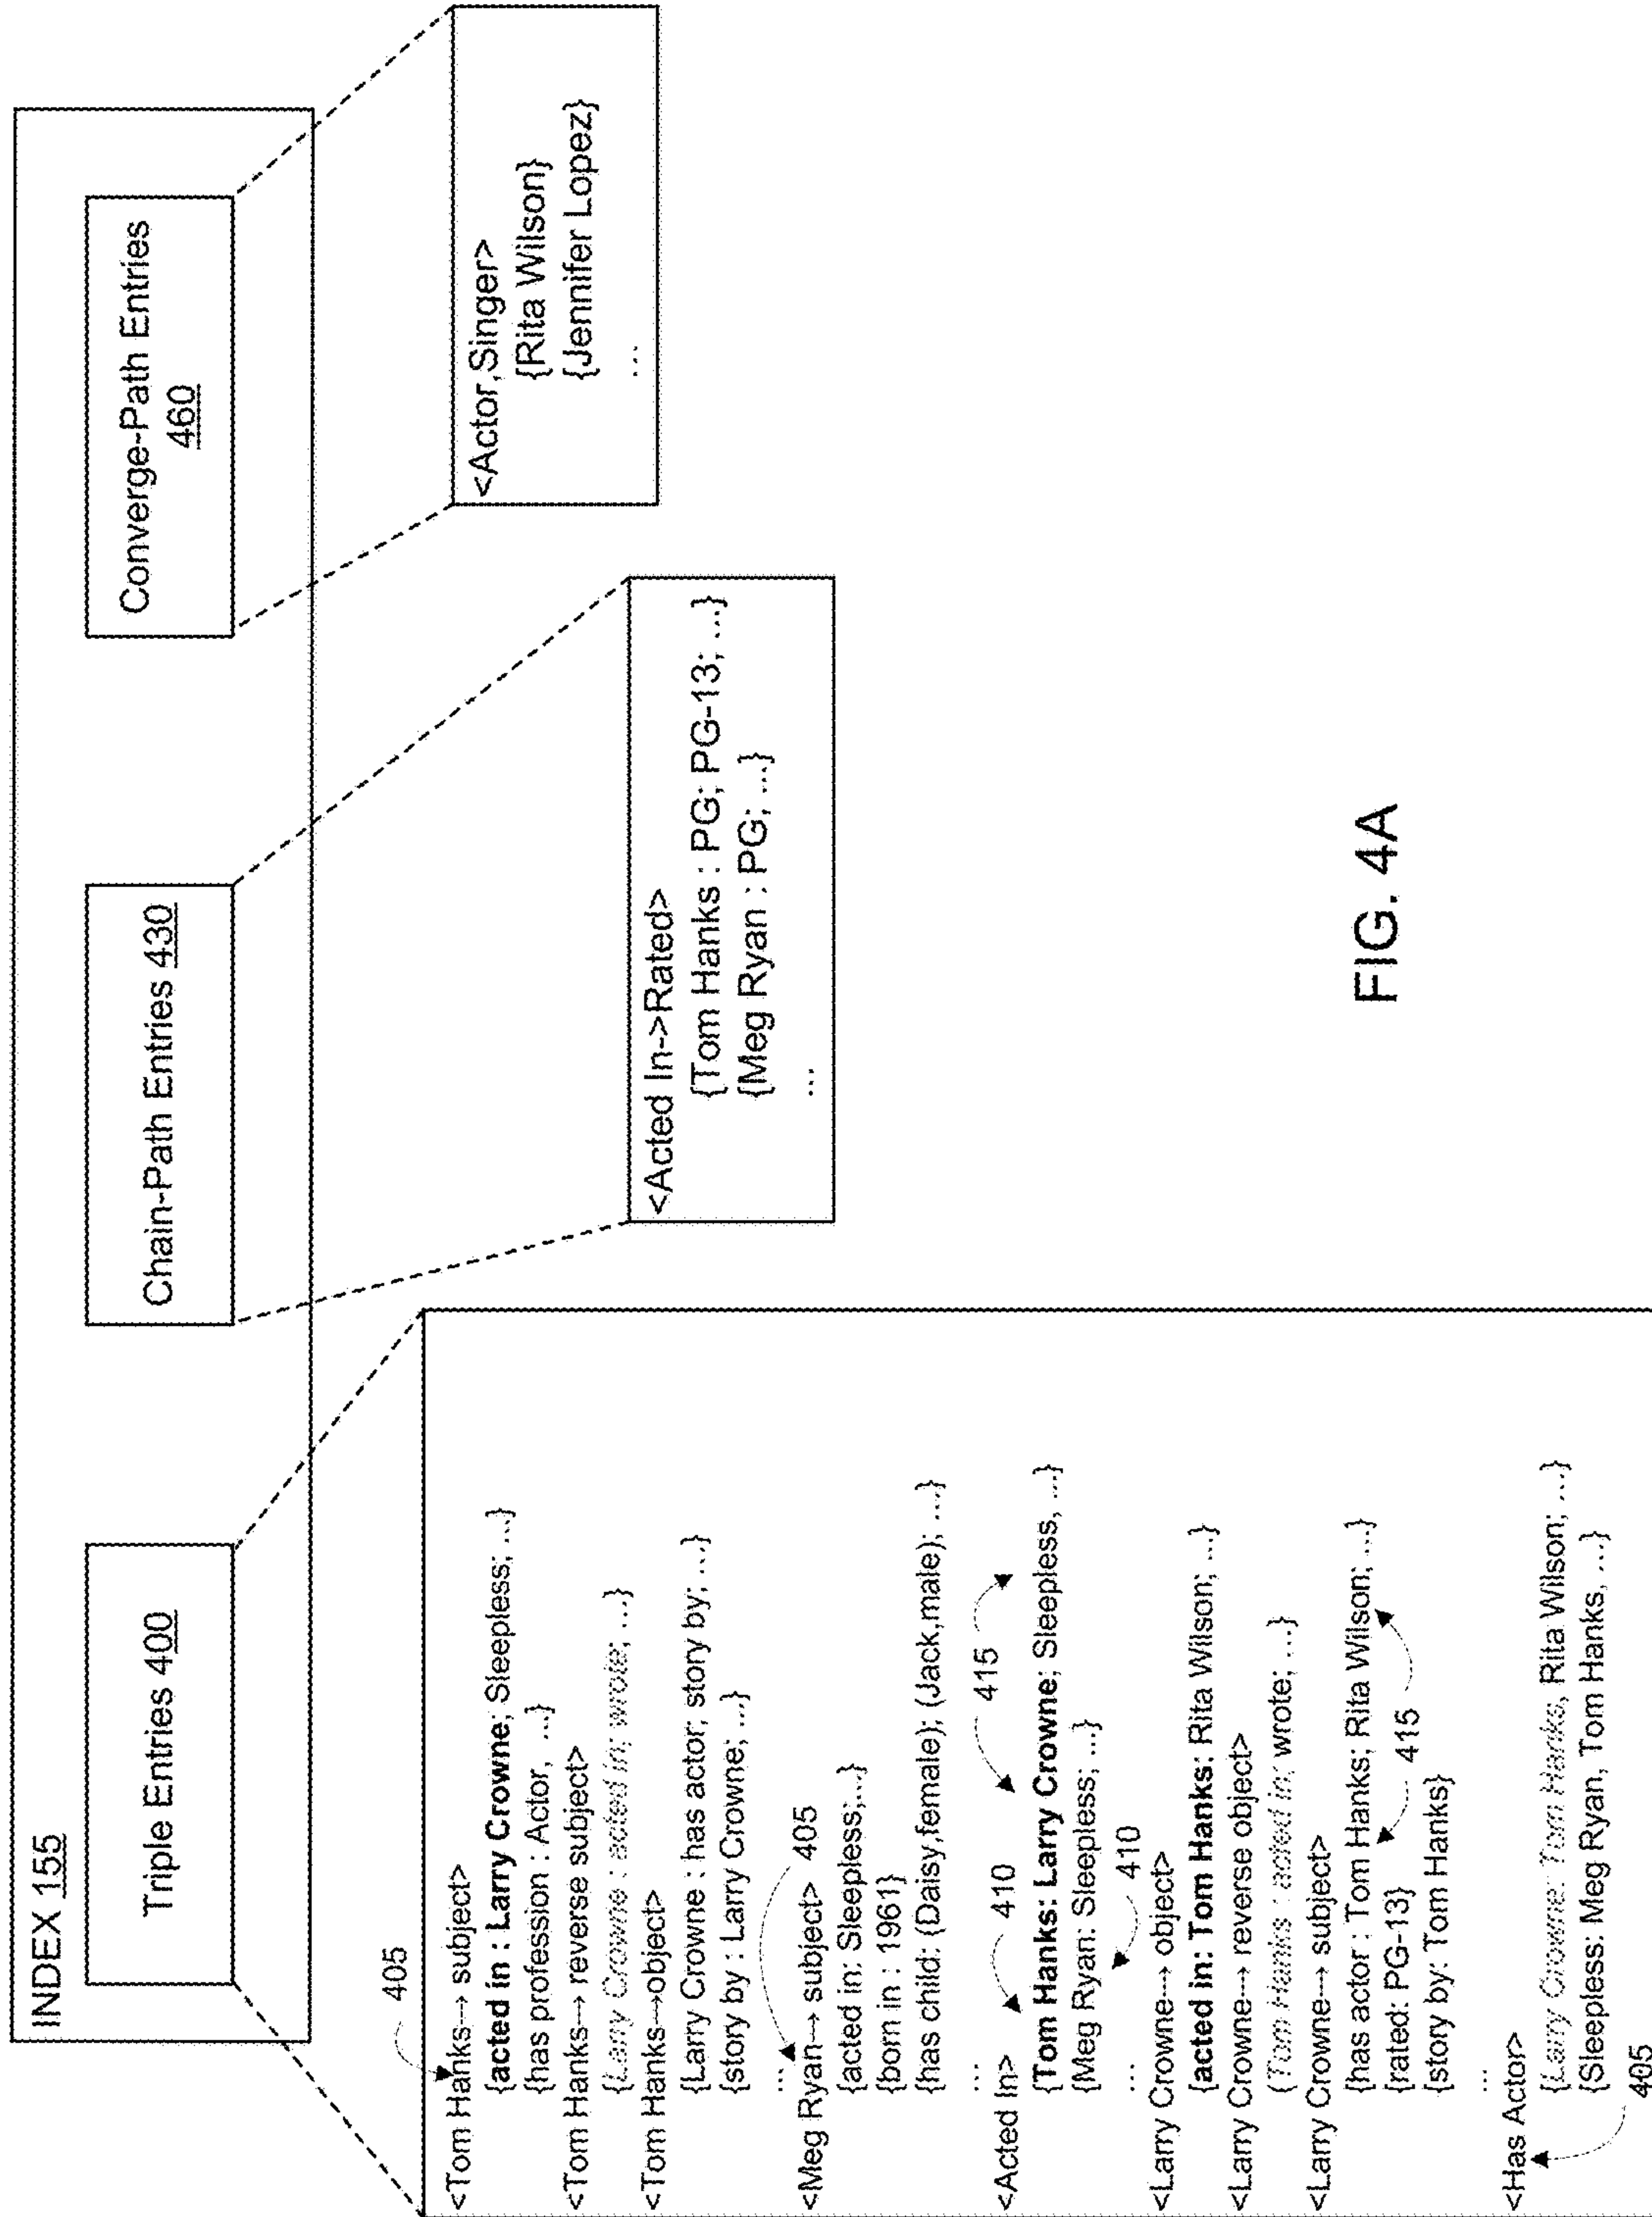 INDEX 155
Triple Entries 400
Chain-Path Entries 430
Converge-Path Entries
460
405
<Tom Hanks→ subject>
{acted in : Larry Crowne; Sleepless; ...}
{has profession : Actor, ...}
<Tom Hanks→ reverse subject>
{Larry Crowne : acted in; wrote; ...}
<Tom Hanks→object>
{Larry Crowne : has actor; story by; ...}
{story by : Larry Crowne; ...}
...
405
<Meg Ryan→ subject>
{acted in: Sleepless;...}
{born in : 1961}
{has child: (Daisy,female); (Jack,male); ...}
...
410
415
<Acted In>
{Tom Hanks: Larry Crowne; Sleepless, ...}
{Meg Ryan: Sleepless; ...}
...
410
<Larry Crowne→ object>
{acted in: Tom Hanks: Rita Wilson; ...}
<Larry Crowne→ reverse object>
(Tom Hanks : acted in; wrote; ...}
<Larry Crowne→ subject>
{has actor : Tom Hanks; Rita Wilson; ...}
{rated: PG-13}
415
{story by: Tom Hanks}
...
<Has Actor>
{Larry Crowne: Tom Hanks; Rita Wilson; ...}
{Sleepless: Meg Ryan, Tom Hanks, ...}
405
<Acted In->Rated>
{Tom Hanks : PG; PG-13; ...}
{Meg Ryan : PG; ...}
...
<Actor,Singer>
{Rita Wilson}
{Jennifer Lopez}
...
FIG. 4A